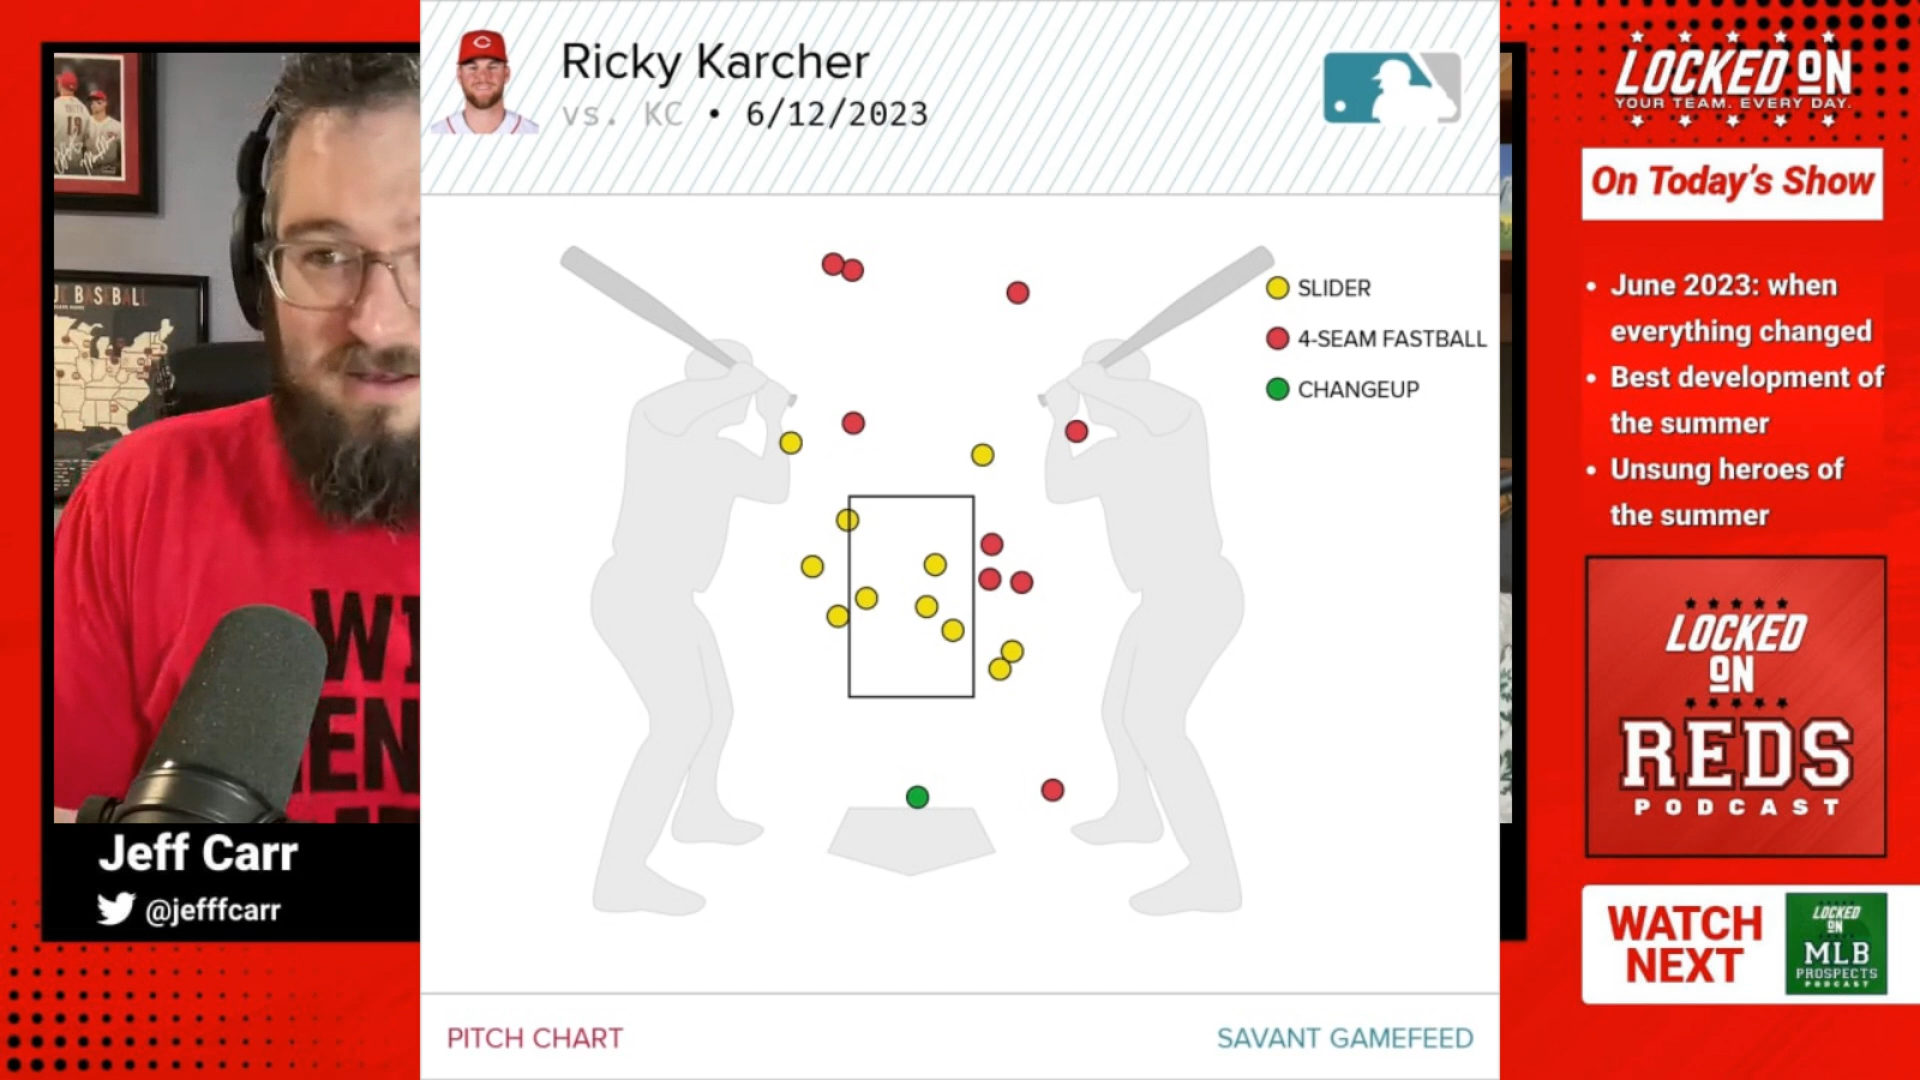 Ricky Karcher
vs. KC • 6/12/2023
SLIDER
4-SEAM FASTBALL
CHANGEUP
PITCH CHART
SAVANT GAMEFEED
Jeff Carr
@jefffcarr
LOCKED ON
YOUR TEAM. EVERY DAY.
On Today's Show
• June 2023: when
everything changed
• Best development of
the summer
• Unsung heroes of
the summer
LOCKED
ON
REDS
PODCAST
WATCH
NEXT
LOCKED
ON
MLB
PROSPECTS
PODCAST